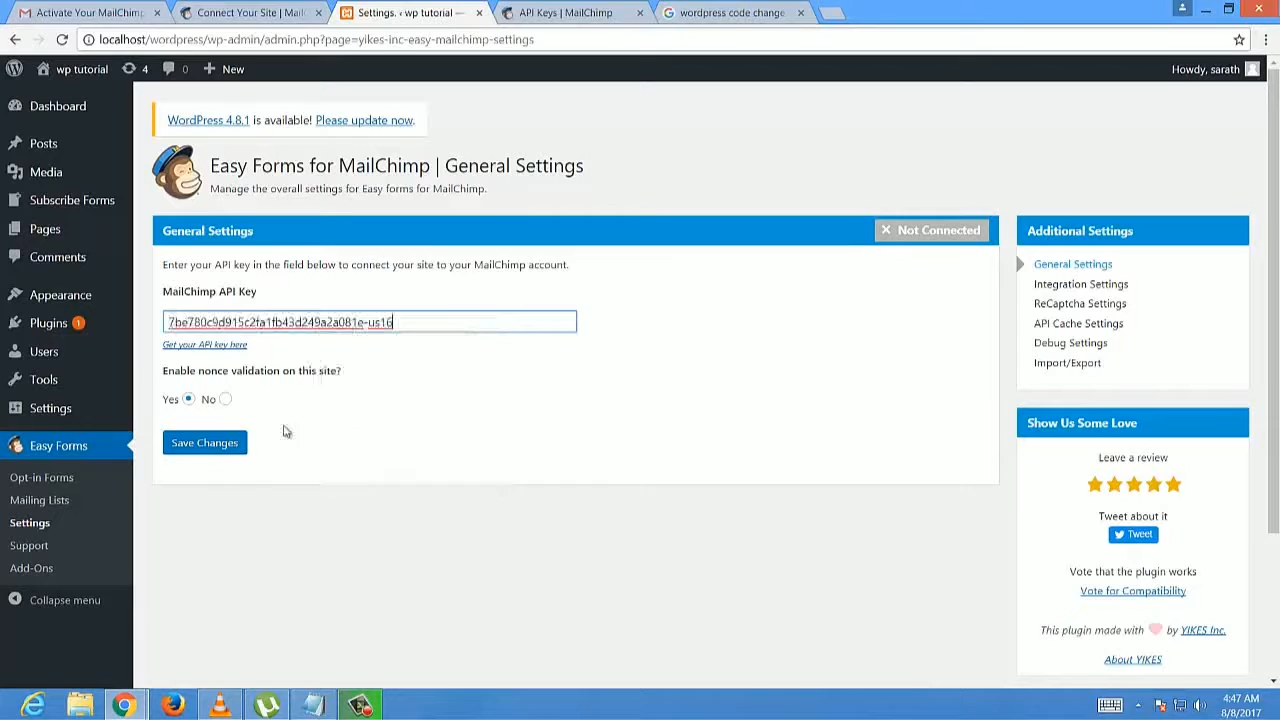 Activate Your MailChimp
Connect Your Site | Mail
Settings. ‹ wp tutorial —
API Keys | MailChimp
wordpress code change
localhost/wordpress/wp-admin/admin.php?page=yikes-inc-easy-mailchimp-settings
wp tutorial
4
0
New
Howdy, sarath
Dashboard
Posts
Media
Subscribe Forms
Pages
Comments
Appearance
Plugins 1
Users
Tools
Settings
Easy Forms
Opt-in Forms
Mailing Lists
Settings
Support
Add-Ons
Collapse menu
WordPress 4.8.1 is available! Please update now.
Easy Forms for MailChimp | General Settings
Manage the overall settings for Easy forms for MailChimp.
General Settings
Not Connected
Enter your API key in the field below to connect your site to your MailChimp account.
MailChimp API Key
7be780c9d915c2fa1fb43d249a2a081e-us16
Get your API key here
Enable nonce validation on this site?
Yes No
Save Changes
Additional Settings
General Settings
Integration Settings
ReCaptcha Settings
API Cache Settings
Debug Settings
Import/Export
Show Us Some Love
Leave a review
Tweet about it
Tweet
Vote that the plugin works
Vote for Compatibility
This plugin made with by YIKES Inc.
About YIKES
4:47 AM
8/8/2017